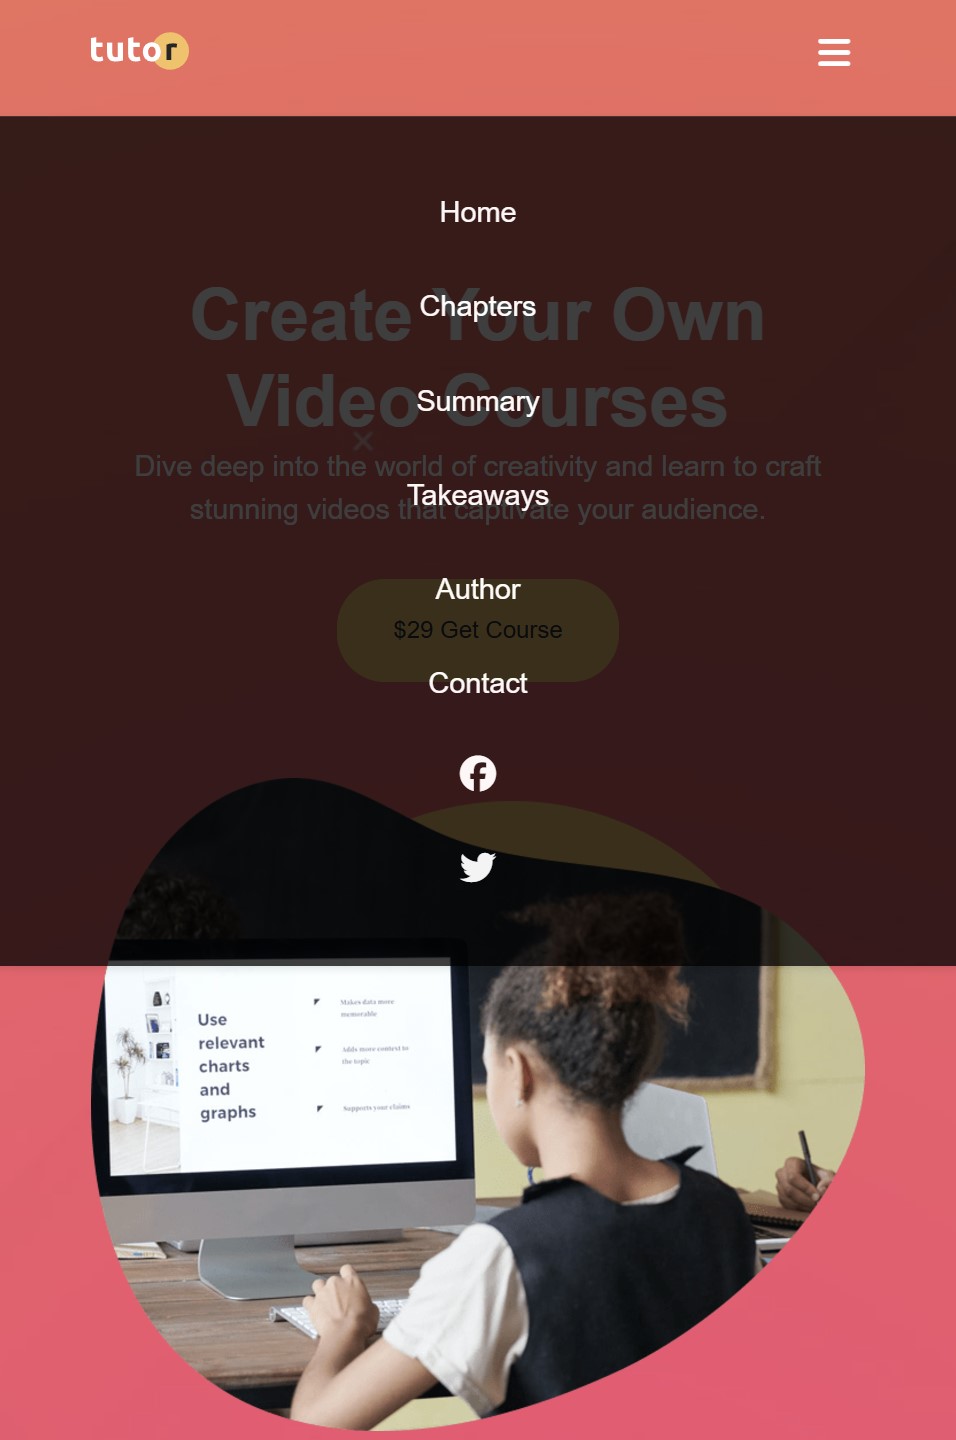 tutor
Home
Create Your Own
Chapters
Video Courses
Summary
Dive deep into the world of creativity and learn to craft
Takeaways
stunning videos that captivate your audience.
Author
$29 Get Course
Contact
Use
relevant
charts
and
graphs
Makes data more
memorable
Adds more context to
the topic
Supports your claims